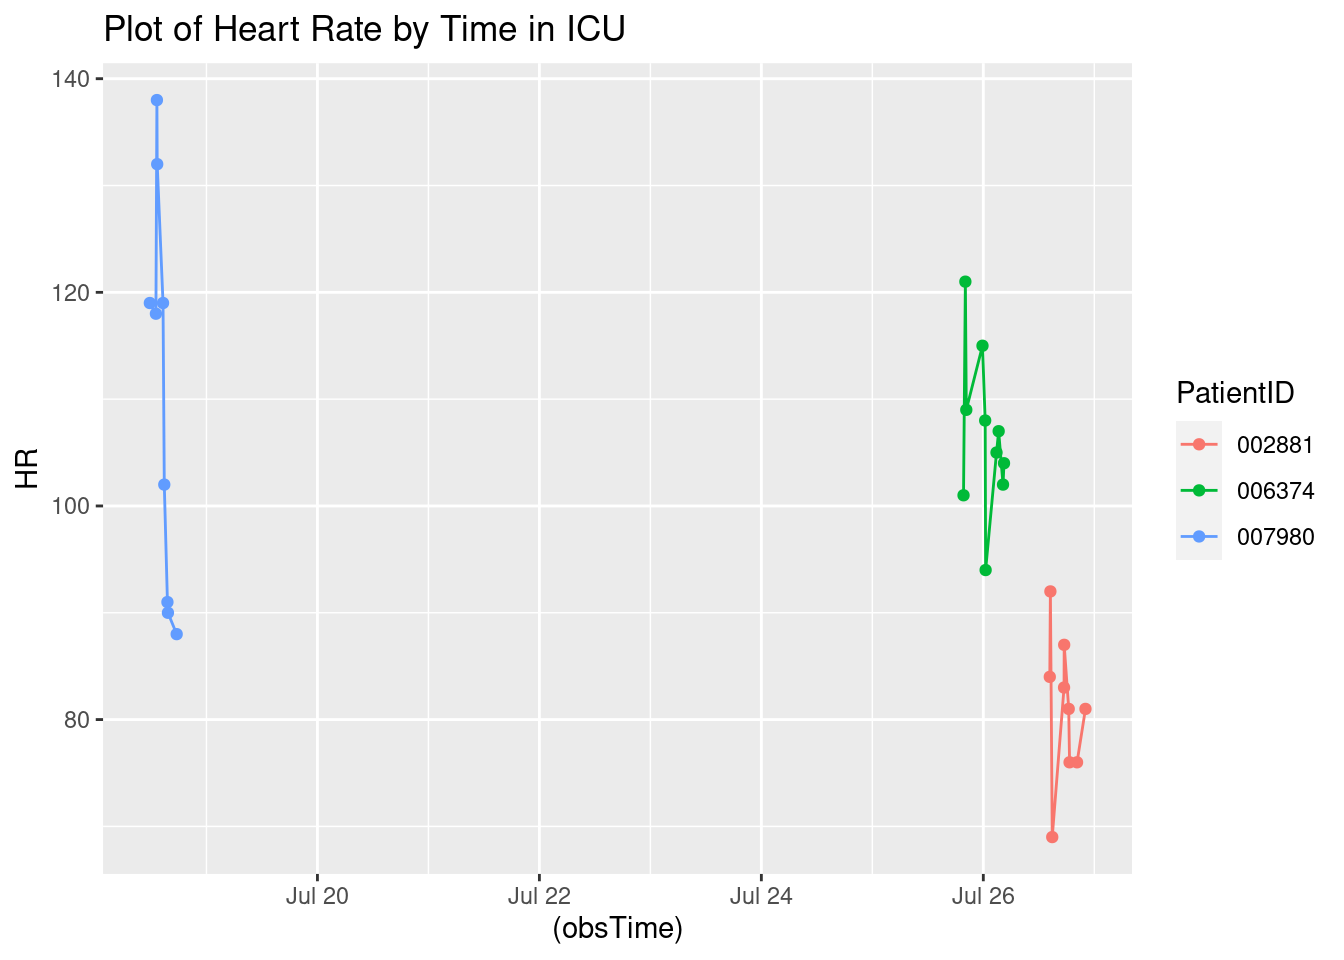 Plot of Heart Rate by Time in ICU
140
120
100
80
HR
Jul 20
Jul 22
Jul 24
Jul 26
(obsTime)
PatientID
002881
006374
007980